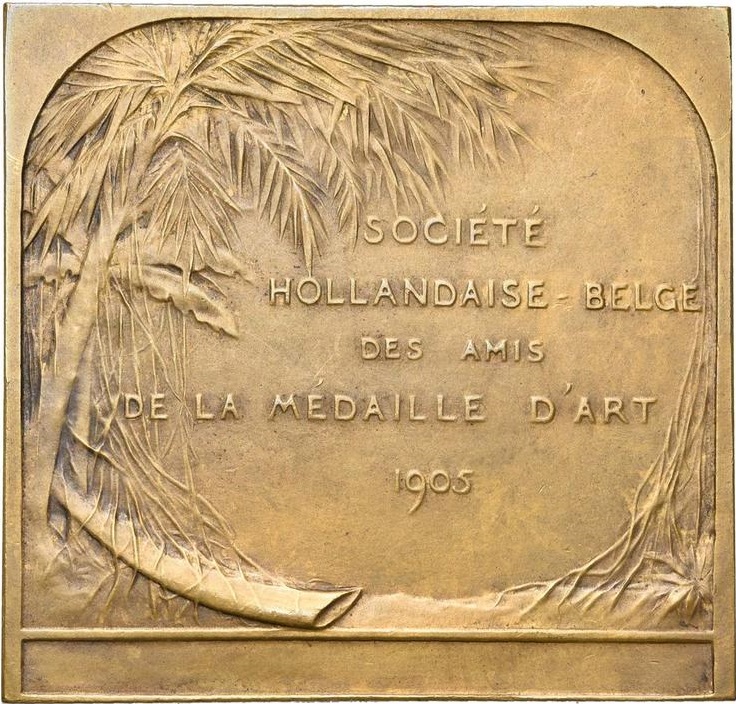 SOCIÉTÉ
HOLLANDAISE - BELGE
DES AMIS
DE LA MÉDAILLE D'ART
1905